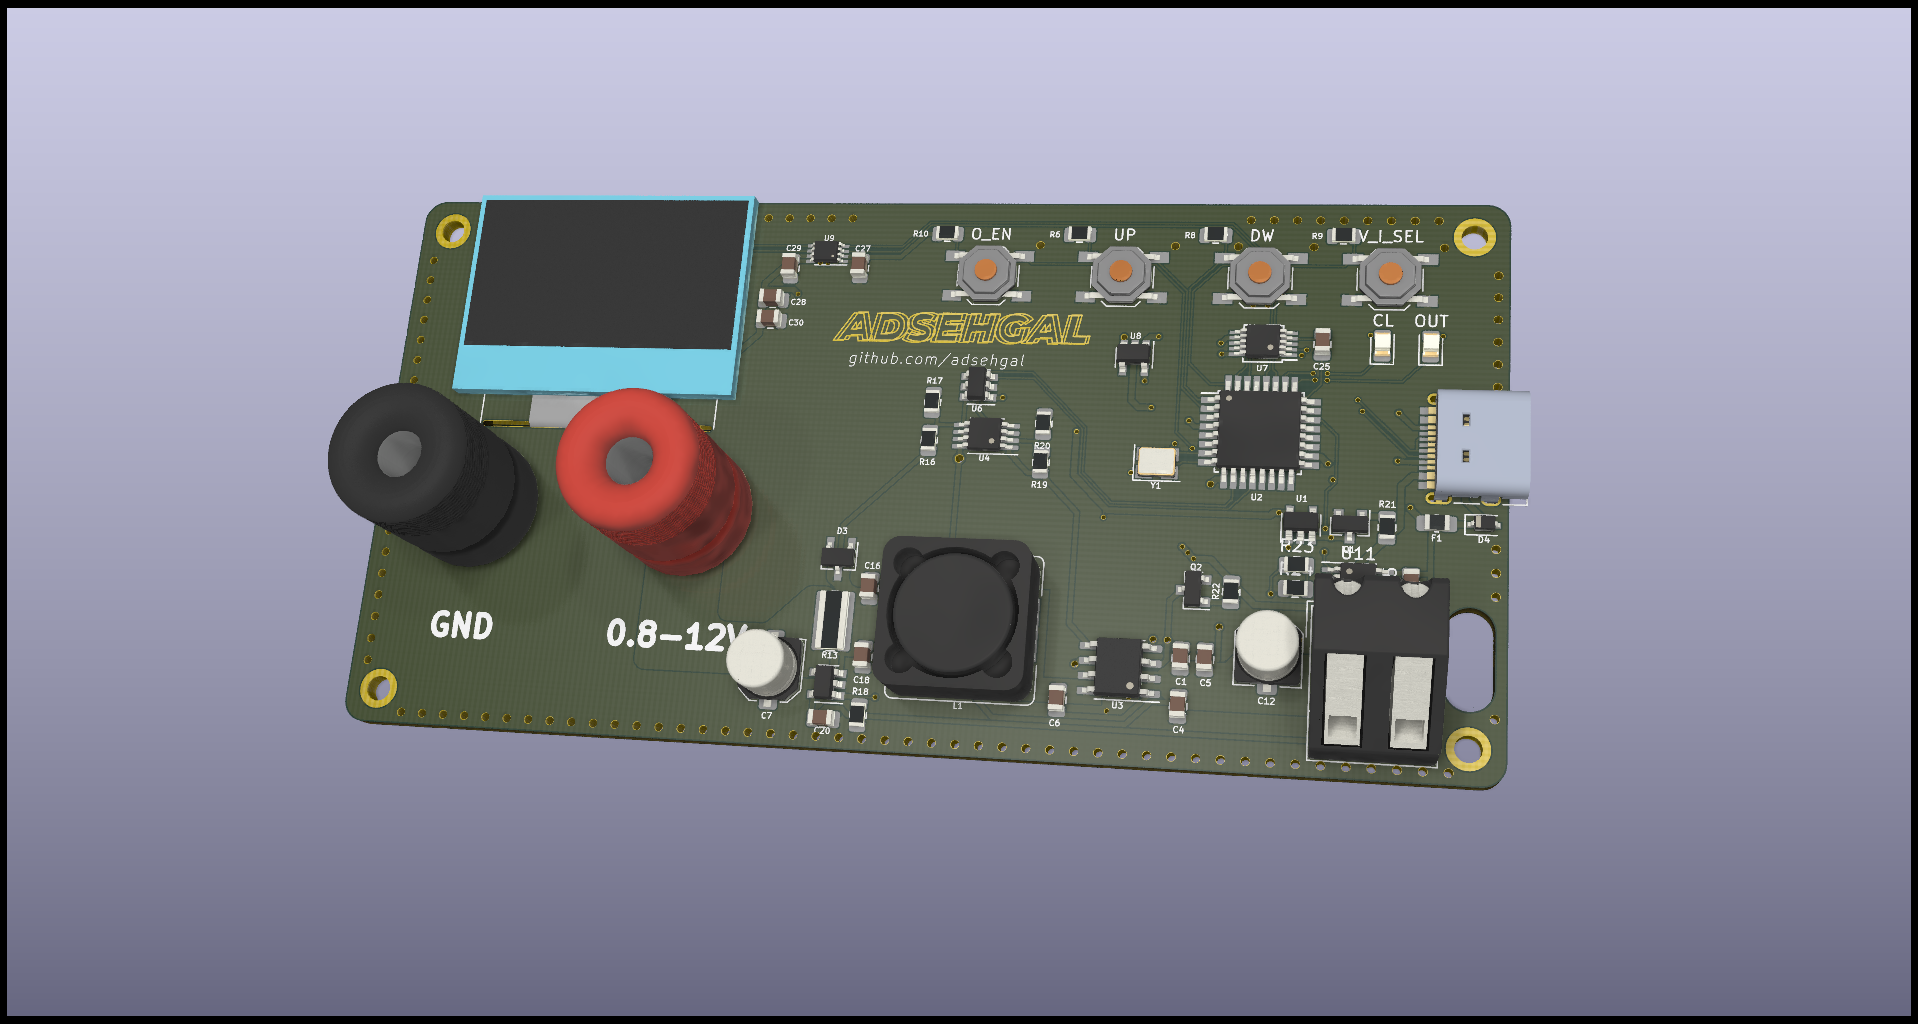 R10
O_EN
R6
UP
R8
DW
R9
V_I_SEL
U9
C29
C27
C28
C30
ADSEHGAL
github.com/adsehgal
U8
U7
C25
CL
OUT
R17
U6
R16
U4
R20
R19
Y1
U2
U1
R21
F1
D4
R23
U11
D3
C16
Q2
R22
GND
0.8-12V
R13
C18
R18
C7
C20
L1
C6
U3
C1
C5
C4
C12